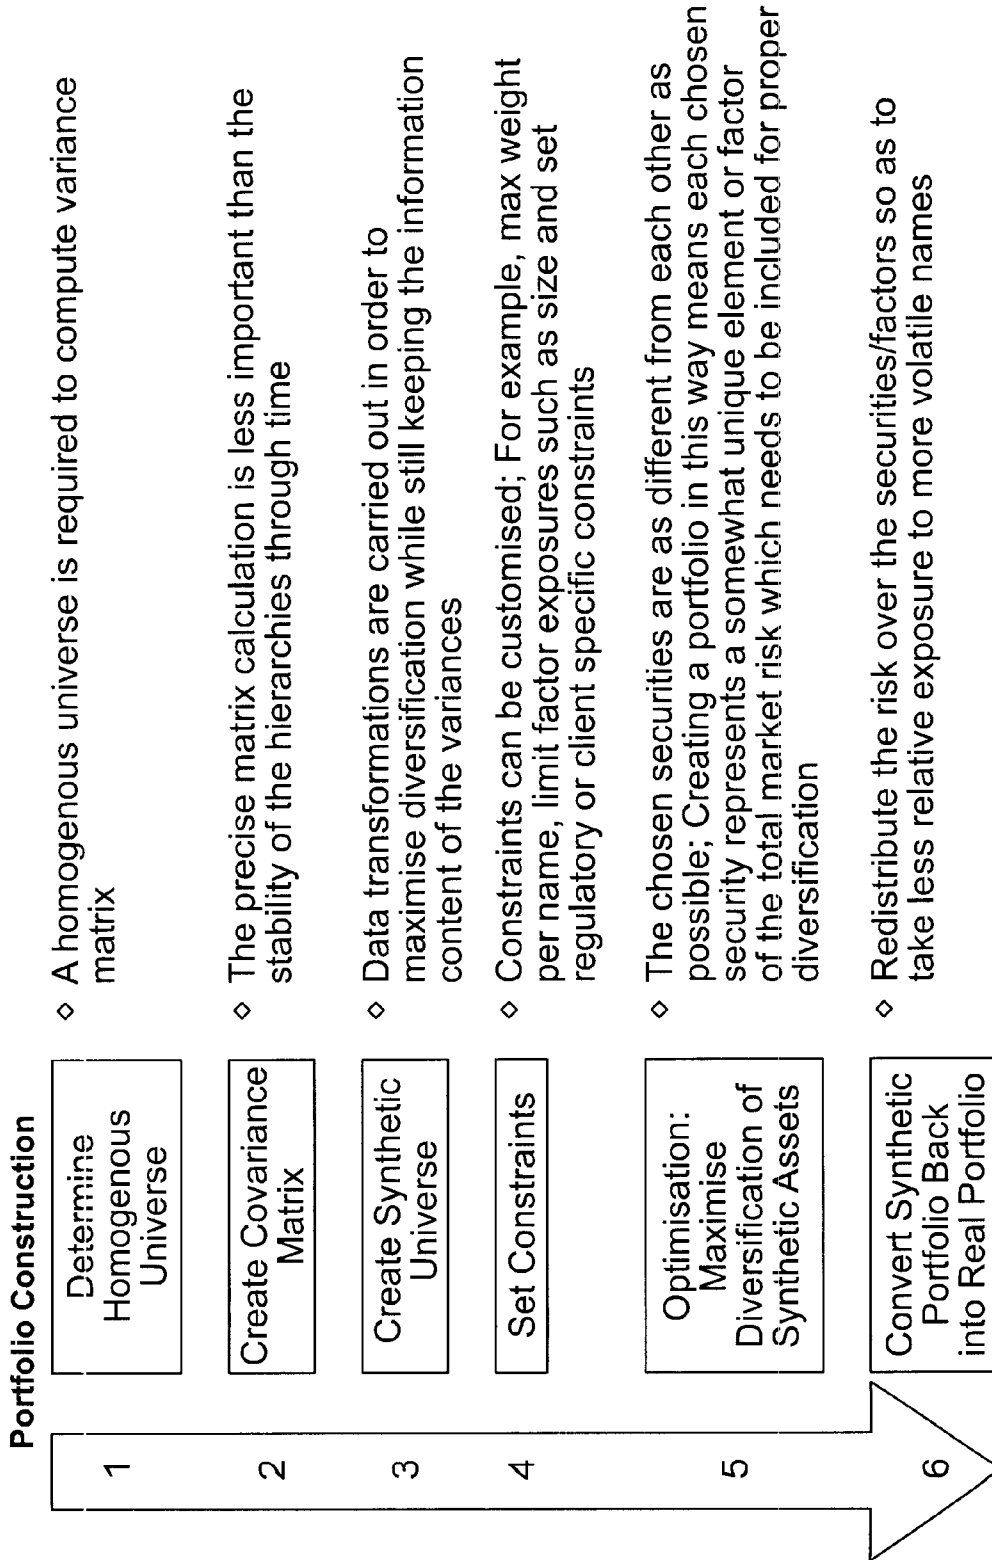 Portfolio Construction
1
Determine
Homogenous
Universe
◇ A homogenous universe is required to compute variance
matrix
2
Create Covariance
Matrix
◇ The precise matrix calculation is less important than the
stability of the hierarchies through time
3
Create Synthetic
Universe
◇ Data transformations are carried out in order to
maximise diversification while still keeping the information
content of the variances
4
Set Constraints
◇ Constraints can be customised; For example, max weight
per name, limit factor exposures such as size and set
regulatory or client specific constraints
5
Optimisation:
Maximise
Diversification of
Synthetic Assets
◇ The chosen securities are as different from each other as
possible; Creating a portfolio in this way means each chosen
security represents a somewhat unique element or factor
of the total market risk which needs to be included for proper
diversification
6
Convert Synthetic
Portfolio Back
into Real Portfolio
◇ Redistribute the risk over the securities/factors so as to
take less relative exposure to more volatile names